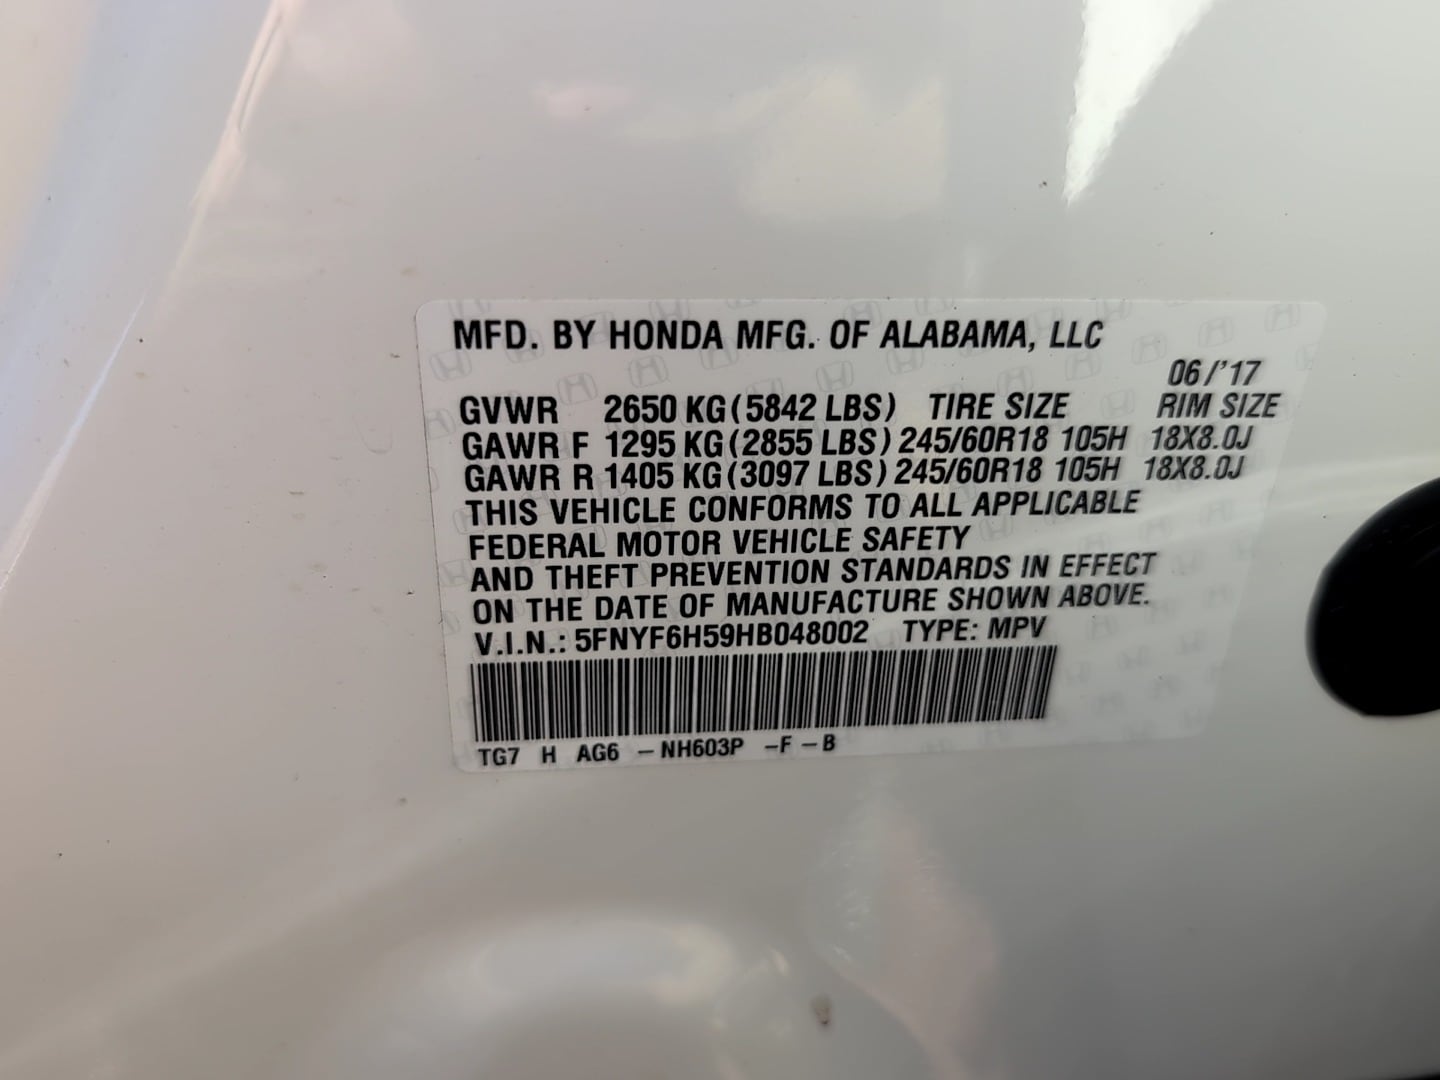 MFD. BY HONDA MFG. OF ALABAMA, LLC
06/'17
GVWR 2650 KG (5842 LBS) TIRE SIZE RIM SIZE
GAWR F 1295 KG (2855 LBS) 245/60R18 105H 18X8.0J
GAWR R 1405 KG (3097 LBS) 245/60R18 105H 18X8.0J
THIS VEHICLE CONFORMS TO ALL APPLICABLE
FEDERAL MOTOR VEHICLE SAFETY
AND THEFT PREVENTION STANDARDS IN EFFECT
ON THE DATE OF MANUFACTURE SHOWN ABOVE.
V.I.N.: 5FNYF6H59HB048002 TYPE: MPV
TG7 H AG6 – NH603P –F – B